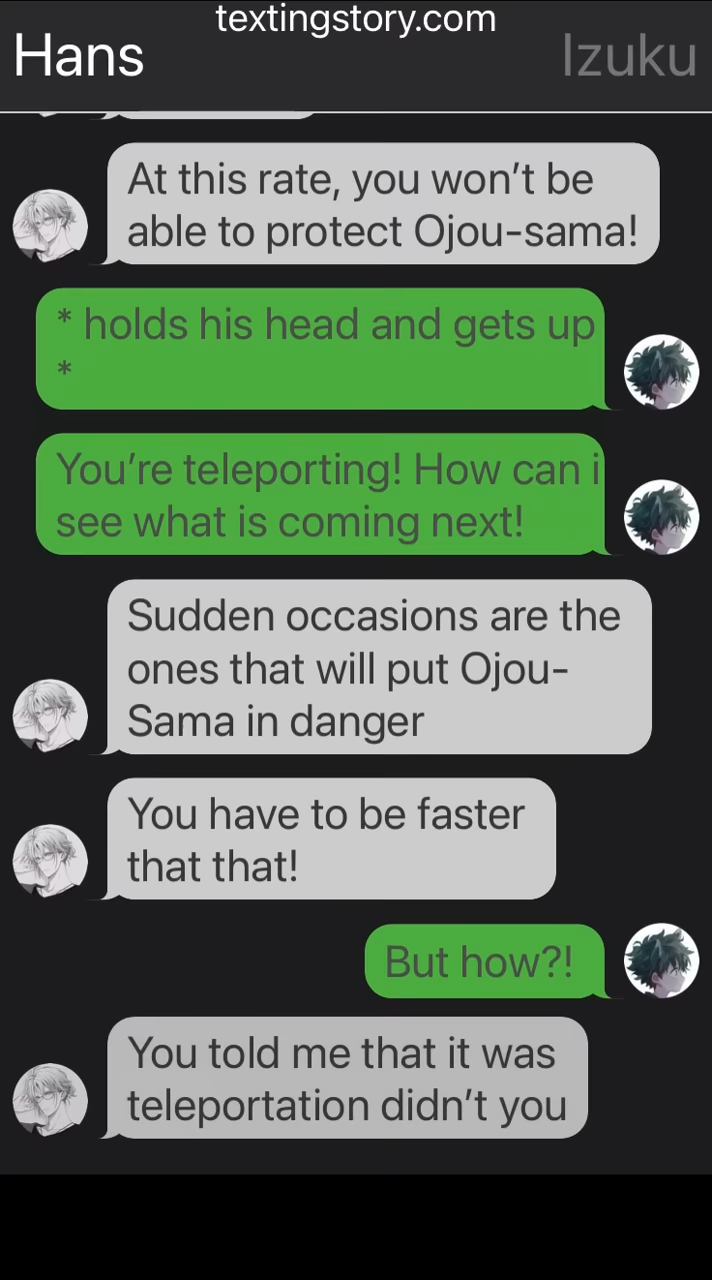 textingstory.com
Hans
Izuku
At this rate, you won't be
able to protect Ojou-sama!
* holds his head and gets up
*
You're teleporting! How can i
see what is coming next!
Sudden occasions are the
ones that will put Ojou-
Sama in danger
You have to be faster
that that!
But how?!
You told me that it was
teleportation didn't you